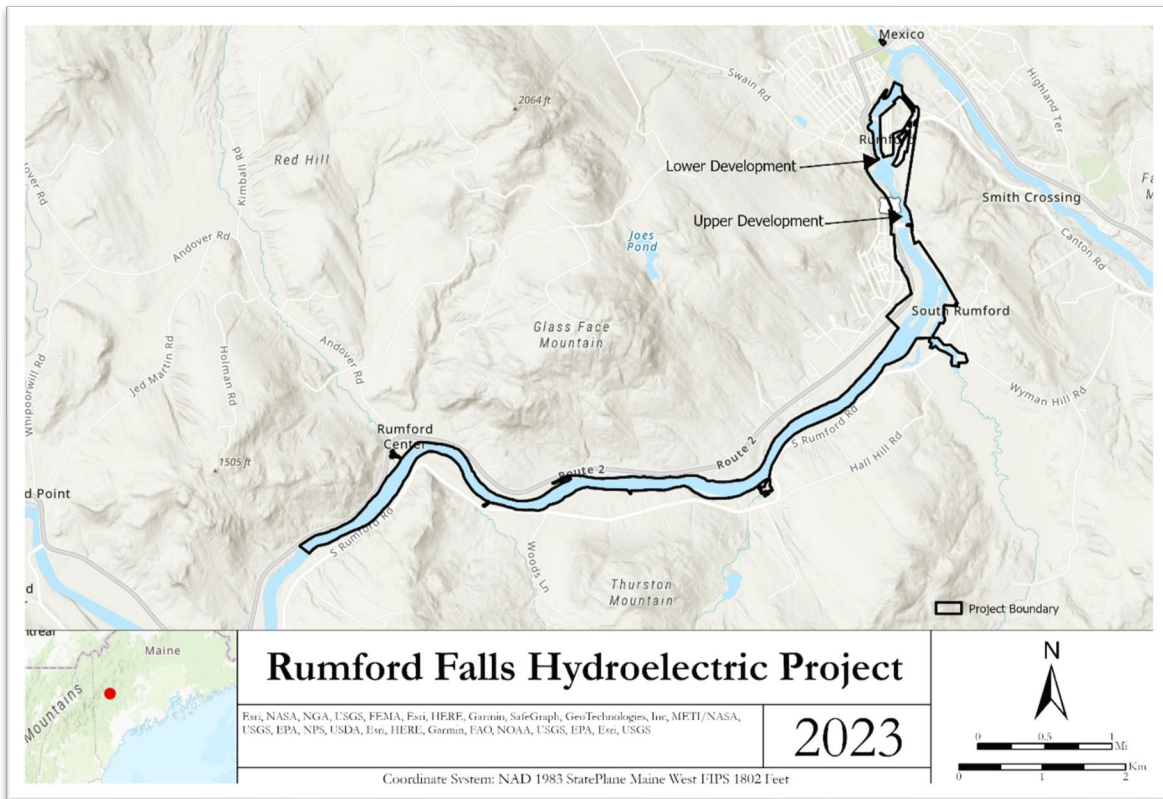 Mexico
Swain Rd
Highland Ter
2064 ft
Kimball Rd
Red Hill
Rumford
Lower Development
Smith Crossing
Upper Development
Andover Rd
Joes
Pond
Canton Rd
South Rumford
Glass Face
Mountain
Andover Rd
Jed Martin Rd
Holman Rd
Whipoorwill Rd
Wyman Hill Rd
S Rumford Rd
Rumford
Center
Hall Hill Rd
Route 2
Route 2
1505 ft
d Point
S Rumford Rd
Woods Ln
Thurston
Mountain
Project Boundary
Maine
Mountains
Rumford Falls Hydroelectric Project
N
Esri, NASA, NGA, USGS, FEMA, Esri, HERE, Garmin, SafeGraph, GeoTechnologies, Inc, METI/NASA,
USGS, EPA, NPS, USDA, Esri, HERE, Garmin, FAO, NOAA, USGS, EPA, Esri, USGS
2023
0 0.5 1
Mi
Km
0 1 2
Coordinate System: NAD 1983 StatePlane Maine West FIPS 1802 Feet